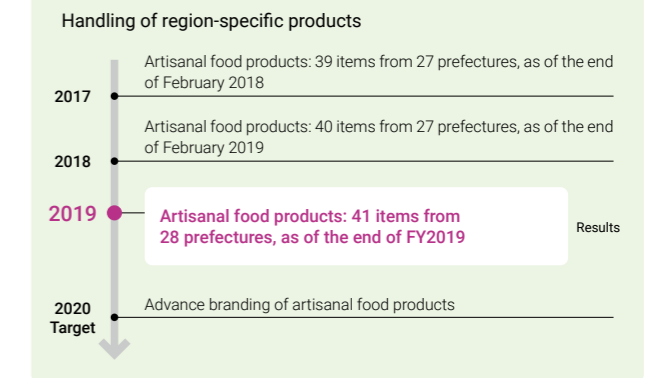 Handling of region-specific products
Artisanal food products: 39 items from 27 prefectures, as of the end
of February 2018
2017
Artisanal food products: 40 items from 27 prefectures, as of the end
of February 2019
2018
2019
Artisanal food products: 41 items from
28 prefectures, as of the end of FY2019
Results
2020
Target
Advance branding of artisanal food products